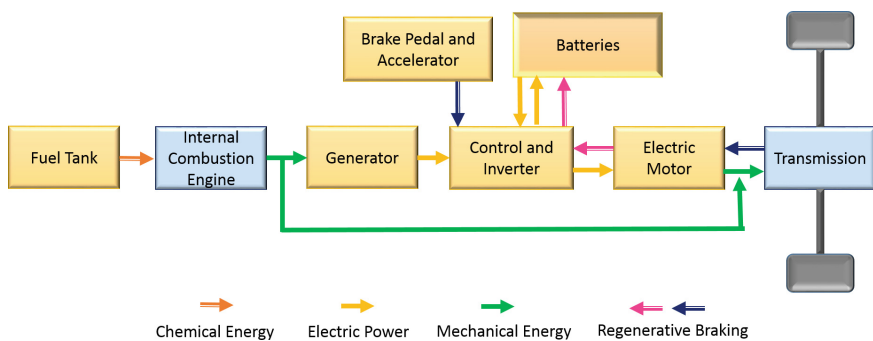 Brake Pedal and
Accelerator
Batteries
Fuel Tank
Internal
Combustion
Engine
Generator
Control and
Inverter
Electric
Motor
Transmission
Chemical Energy
Electric Power
Mechanical Energy
Regenerative Braking